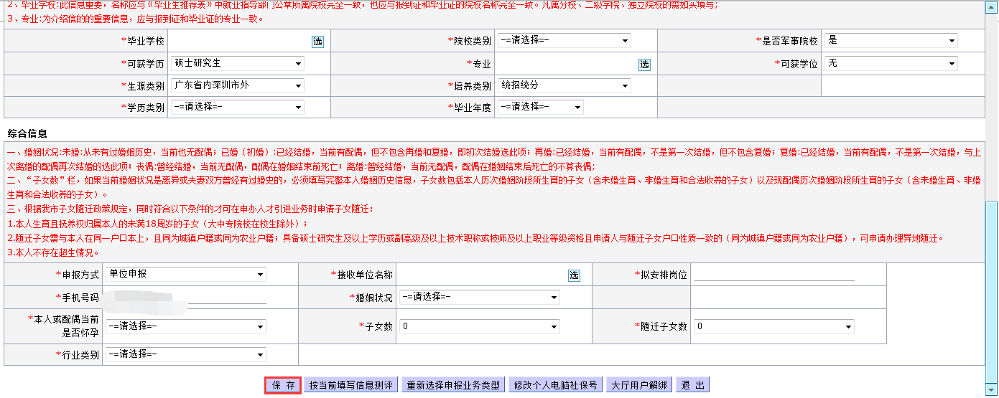 2、毕业学校:此信息重要，名称应与《毕业生推荐表》中就业指导部门公章所属院校完全一致，也应与报到证和毕业证的院校名称完全一致。凡属分校、二级学院、独立院校的需如实填写;
3、专业:为介绍信的的重要信息，应与报到证和毕业证的专业一致。
*毕业学校 选 *院校类别 -=请选择=- *是否军事院校 是
*可获学历 硕士研究生 *专业 选 *可获学位 无
*生源类别 广东省内深圳市外 *培养类别 统招统分
*学历类别 -=请选择=- *毕业年度 -=请选择=-
综合信息
一、婚姻状况:未婚:从未有过婚姻历史，当前也无配偶；已婚（初婚）:已经结婚，当前有配偶，但不包含再婚和复婚，即初次结婚选此项；再婚:已经结婚，当前有配偶，不是第一次结婚，但不包含复婚；复婚:已经结婚，当前有配偶，不是第一次结婚，与上
次离婚的配偶再次结婚的选此项；丧偶:曾经结婚，当前无配偶，配偶在婚姻结束前死亡；离婚:曾经结婚，当前无配偶，配偶在婚姻结束后死亡的不算丧偶;
二、“子女数”栏，如果当前婚姻状况是离异或夫妻双方曾经有过婚史的，必须填写完整本人婚姻历史信息，子女数包括本人历次婚姻阶段所生育的子女（含未婚生育、非婚生育和合法收养的子女）以及现配偶历次婚姻阶段所生育的子女（含未婚生育、非婚
生育和合法收养的子女）。
三、根据我市子女随迁政策规定，同时符合以下条件的才可在申办人才引进业务时申请子女随迁:
1.本人生育且抚养权归属本人的未满18周岁的子女（大中专院校在校生除外）；
2.随迁子女需与本人在同一户口本上，且同为城镇户籍或同为农业户籍；具备硕士研究生及以上学历或副高级及以上技术职称或技师及以上职业等级资格且申请人与随迁子女户口性质一致的（同为城镇户籍或同为农业户籍），可申请办理异地随迁。
3.本人不存在超生情况。
*申报方式 单位申报 *接收单位名称 选 *拟安排岗位
*手机号码 *婚姻状况 -=请选择=-
*本人或配偶当前
是否怀孕 -=请选择=- *子女数 0 *随迁子女数 0
*行业类别 -=请选择=-
保 存 按当前填写信息测评 重新选择申报业务类型 修改个人电脑社保号 大厅用户解绑 退 出